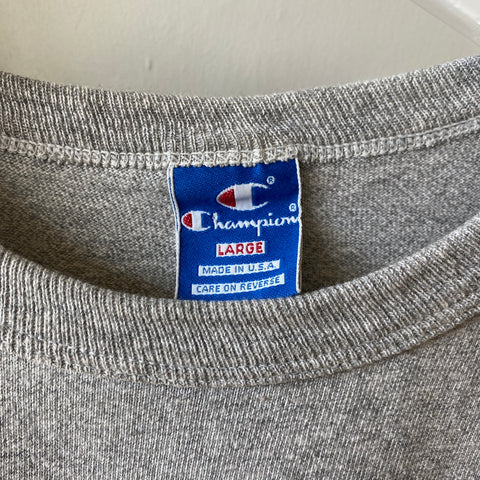 ®
Champion®
LARGE
MADE IN U.S.A.
CARE ON REVERSE